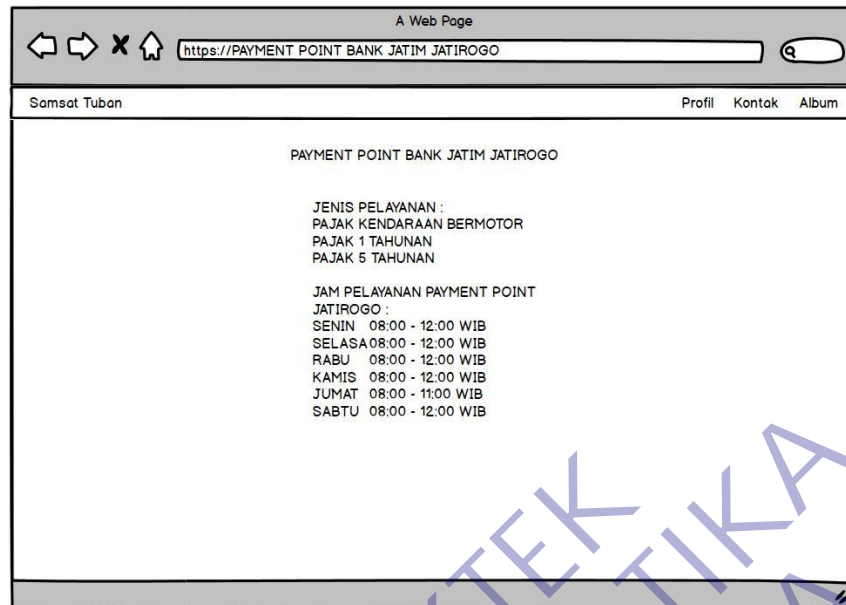 A Web Page
https://PAYMENT POINT BANK JATIM JATIROGO
Samsat Tuban Profil Kontak Album
PAYMENT POINT BANK JATIM JATIROGO
JENIS PELAYANAN :
PAJAK KENDARAAN BERMOTOR
PAJAK 1 TAHUNAN
PAJAK 5 TAHUNAN
JAM PELAYANAN PAYMENT POINT
JATIROGO :
SENIN 08:00 - 12:00 WIB
SELASA 08:00 - 12:00 WIB
RABU 08:00 - 12:00 WIB
KAMIS 08:00 - 12:00 WIB
JUMAT 08:00 - 11:00 WIB
SABTU 08:00 - 12:00 WIB